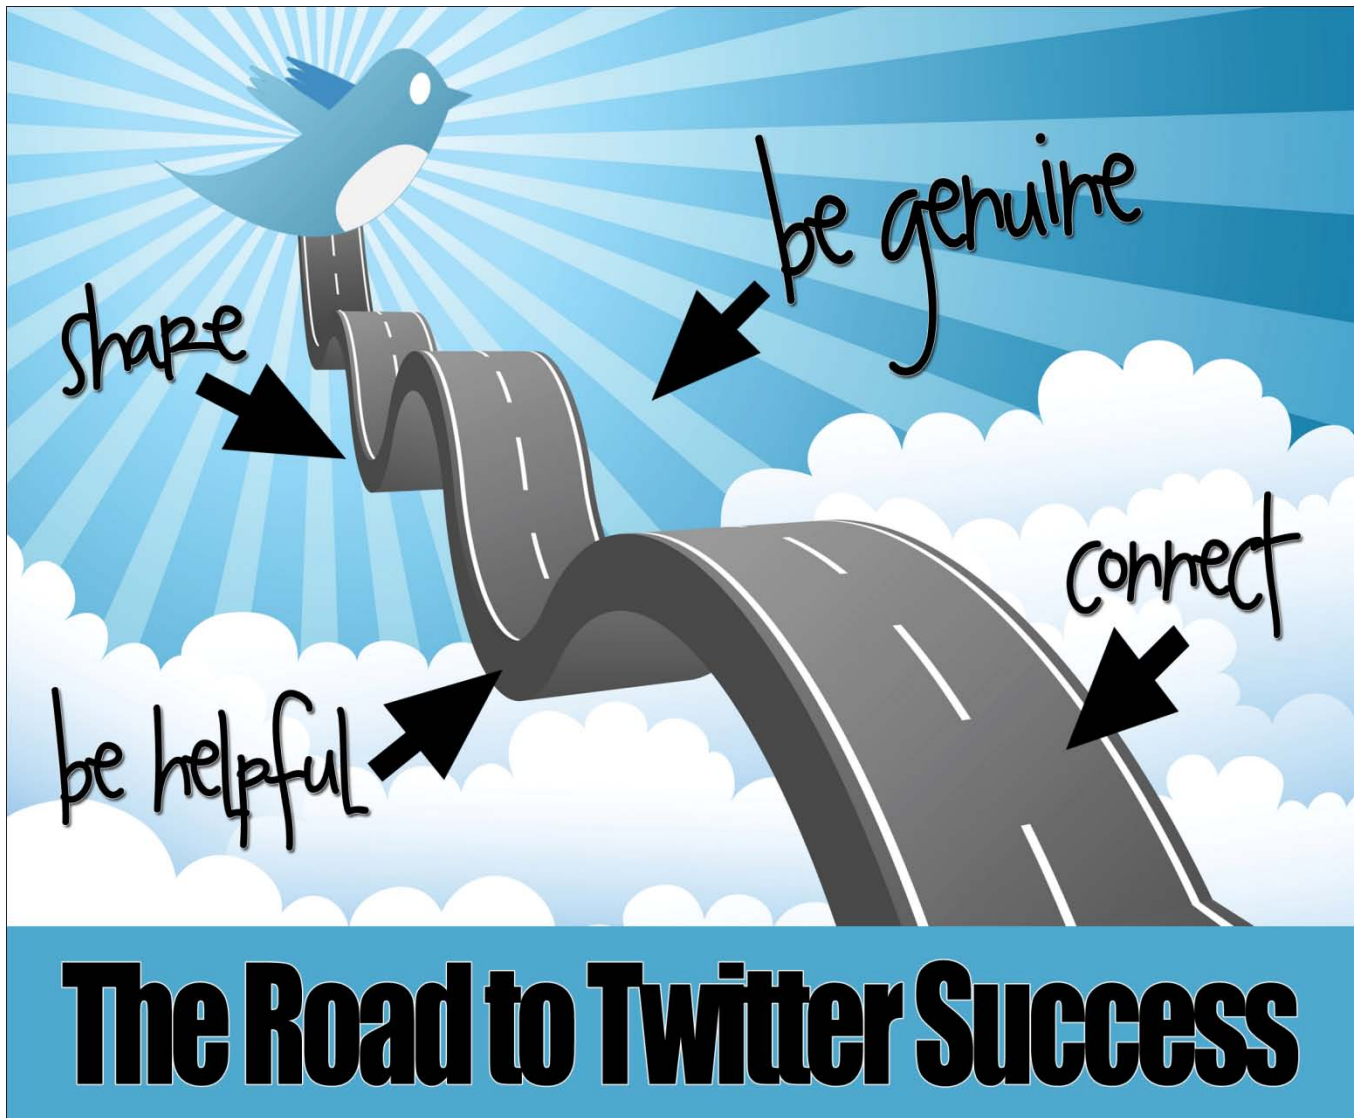 be genuine
share
connect
be helpful
The Road to Twitter Success